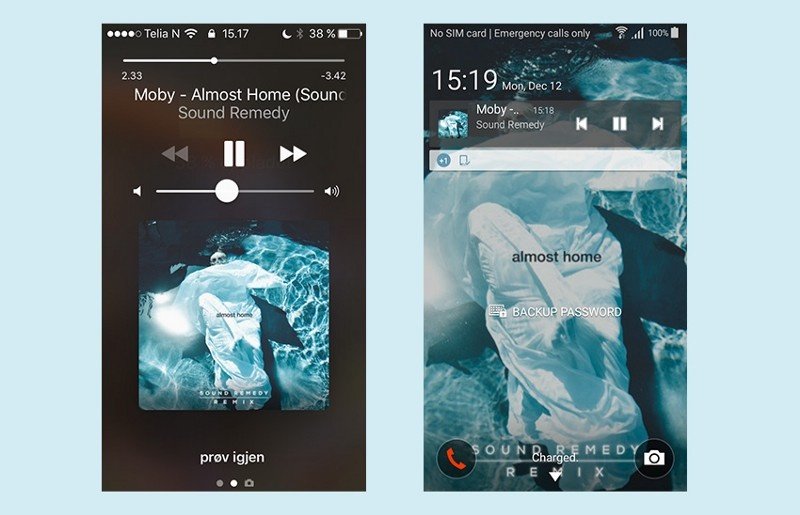 Telia N 15.17 38 %
2.33 -3.42
Moby - Almost Home (Sound
Sound Remedy
almost home
SOUND REMEDY
REMIX
prøv igjen
No SIM card | Emergency calls only 100%
15:19 Mon, Dec 12
Moby -.. 15:18
Sound Remedy
+1
almost home
BACKUP PASSWORD
SOUND REMEDY
Charged.
REMIX